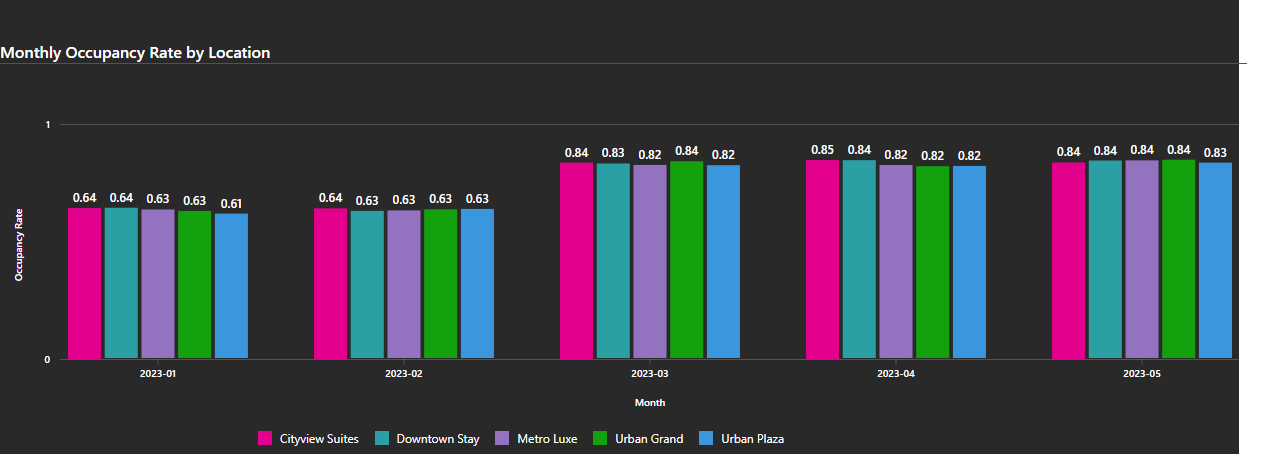 Monthly Occupancy Rate by Location
1
0.64 0.64 0.63 0.63 0.61
0.64 0.63 0.63 0.63 0.63
0.84 0.83 0.82 0.84 0.82
0.85 0.84 0.82 0.82 0.82
0.84 0.84 0.84 0.84 0.83
Occupancy Rate
0
2023-01 2023-02 2023-03 2023-04 2023-05
Month
Cityview Suites Downtown Stay Metro Luxe Urban Grand Urban Plaza